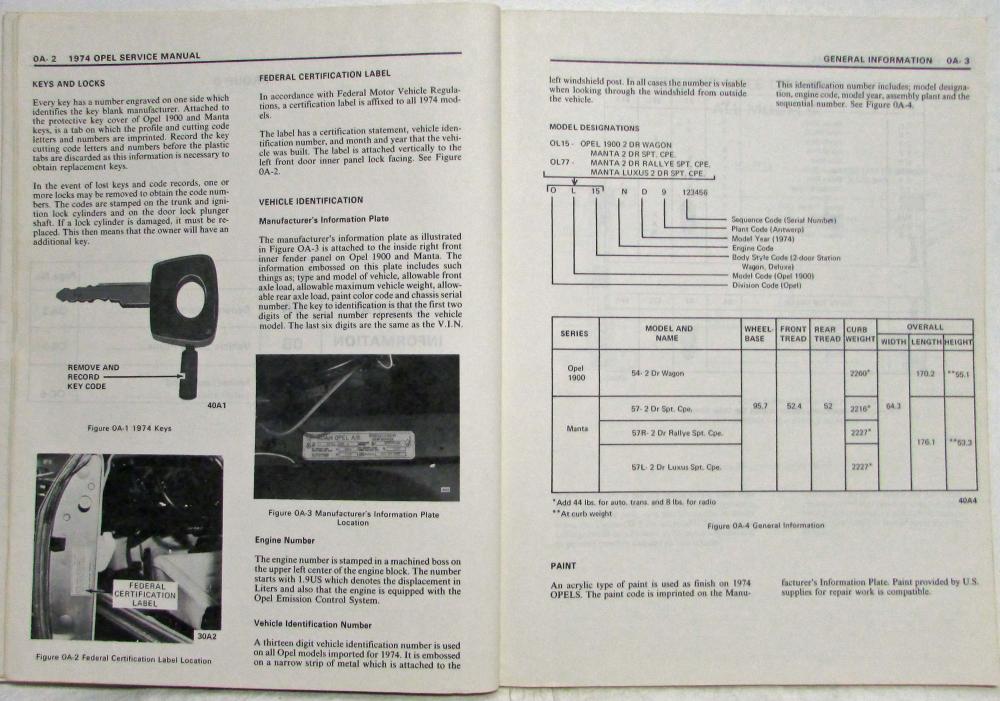 OA- 2 1974 OPEL SERVICE MANUAL
KEYS AND LOCKS
Every key has a number engraved on one side which
identifies the key blank manufacturer. Attached to
the protective key cover of Opel 1900 and Manta
keys, is a tab on which the profile and cutting code
letters and numbers are imprinted. Record the key
cutting code letters and numbers before the plastic
tabs are discarded as this information is necessary to
obtain replacement keys.
In the event of lost keys and code records, one or
more locks may be removed to obtain the code num-
bers. The codes are stamped on the trunk and igni-
tion lock cylinders and on the door lock plunger
shaft. If a lock cylinder is damaged, it must be re-
placed. This then means that the owner will have an
additional key.
REMOVE AND
RECORD
KEY CODE
40A1
Figure OA-1 1974 Keys
FEDERAL
CERTIFICATION
LABEL
30A2
Figure OA-2 Federal Certification Label Location
FEDERAL CERTIFICATION LABEL
In accordance with Federal Motor Vehicle Regula-
tions, a certification label is affixed to all 1974 mod-
els.
The label has a certification statement, vehicle iden-
tification number, and month and year that the vehi-
cle was built. The label is attached vertically to the
left front door inner panel lock facing. See Figure
OA-2.
VEHICLE IDENTIFICATION
Manufacturer's Information Plate
The manufacturer's information plate as illustrated
in Figure OA-3 is attached to the inside right front
inner fender panel on Opel 1900 and Manta. The
information embossed on this plate includes such
things as; type and model of vehicle, allowable front
axle load, allowable maximum vehicle weight, allow-
able rear axle load, paint color code and chassis serial
number. The key to identification is that the first two
digits of the serial number represents the vehicle
model. The last six digits are the same as the V.I.N.
ADAM OPEL A/G
Figure OA-3 Manufacturer's Information Plate
Location
Engine Number
The engine number is stamped in a machined boss on
the upper left center of the engine block. The number
starts with 1.9US which denotes the displacement in
Liters and also that the engine is equipped with the
Opel Emission Control System.
Vehicle Identification Number
A thirteen digit vehicle identification number is used
on all Opel models imported for 1974. It is embossed
on a narrow strip of metal which is attached to the
GENERAL INFORMATION OA- 3
left windshield post. In all cases the number is visable
when looking through the windshield from outside
the vehicle.
This identification number includes; model designa-
tion, engine code, model year, assembly plant and the
sequential number. See Figure OA-4.
MODEL DESIGNATIONS
OL15 - OPEL 1900 2 DR WAGON
MANTA 2 DR SPT. CPE.
OL77 - MANTA 2 DR RALLYE SPT. CPE.
MANTA LUXUS 2 DR SPT. CPE.
O L 15 N D 9 123456
Sequence Code (Serial Number)
Plant Code (Antwerp)
Model Year (1974)
Engine Code
Body Style Code (2-door Station
Wagon, Deluxe)
Model Code (Opel 1900)
Division Code (Opel)
SERIES MODEL AND NAME WHEEL- BASE FRONT TREAD REAR TREAD CURB WEIGHT OVERALL
WIDTH LENGTH HEIGHT
Opel 1900 54- 2 Dr Wagon 2260* 170.2 **55.1
57- 2 Dr Spt. Cpe. 95.7 52.4 52 2216* 64.3
Manta 57R- 2 Dr Rallye Spt. Cpe. 2227* 176.1 **53.3
57L- 2 Dr Luxus Spt. Cpe. 2227*
*Add 44 lbs. for auto. trans. and 8 lbs. for radio
40A4
**At curb weight
Figure OA-4 General Information
PAINT
An acrylic type of paint is used as finish on 1974
OPELS. The paint code is imprinted on the Manu-
facturer's Information Plate. Paint provided by U.S.
supplies for repair work is compatible.